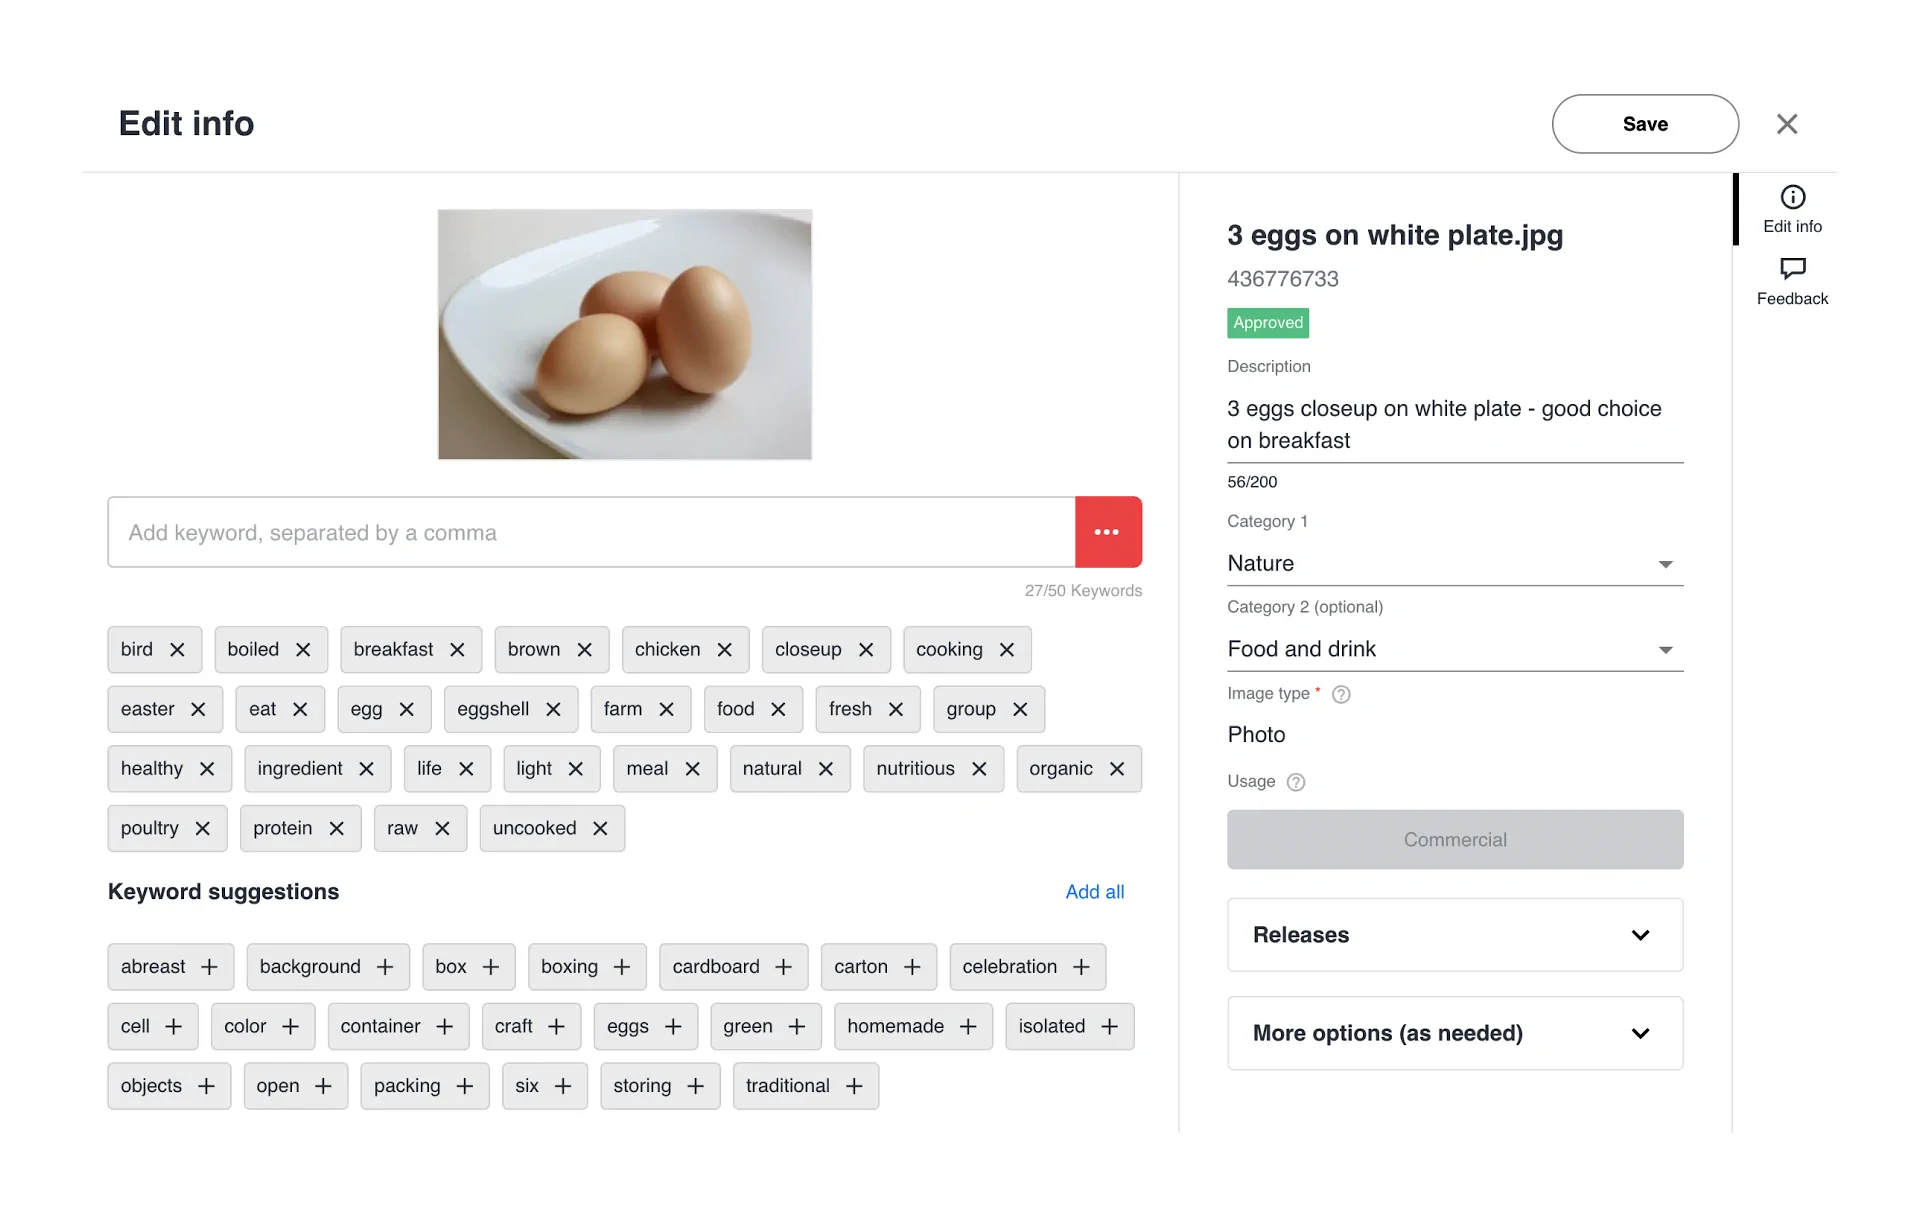 Edit info
Save
Edit info
Feedback
Add keyword, separated by a comma
27/50 Keywords
bird boiled breakfast brown chicken closeup cooking
easter eat egg eggshell farm food fresh group
healthy ingredient life light meal natural nutritious organic
poultry protein raw uncooked
Keyword suggestions Add all
abreast background box boxing cardboard carton celebration
cell color container craft eggs green homemade isolated
objects open packing six storing traditional
3 eggs on white plate.jpg
436776733
Approved
Description
3 eggs closeup on white plate - good choice
on breakfast
56/200
Category 1
Nature
Category 2 (optional)
Food and drink
Image type *
Photo
Usage
Commercial
Releases
More options (as needed)